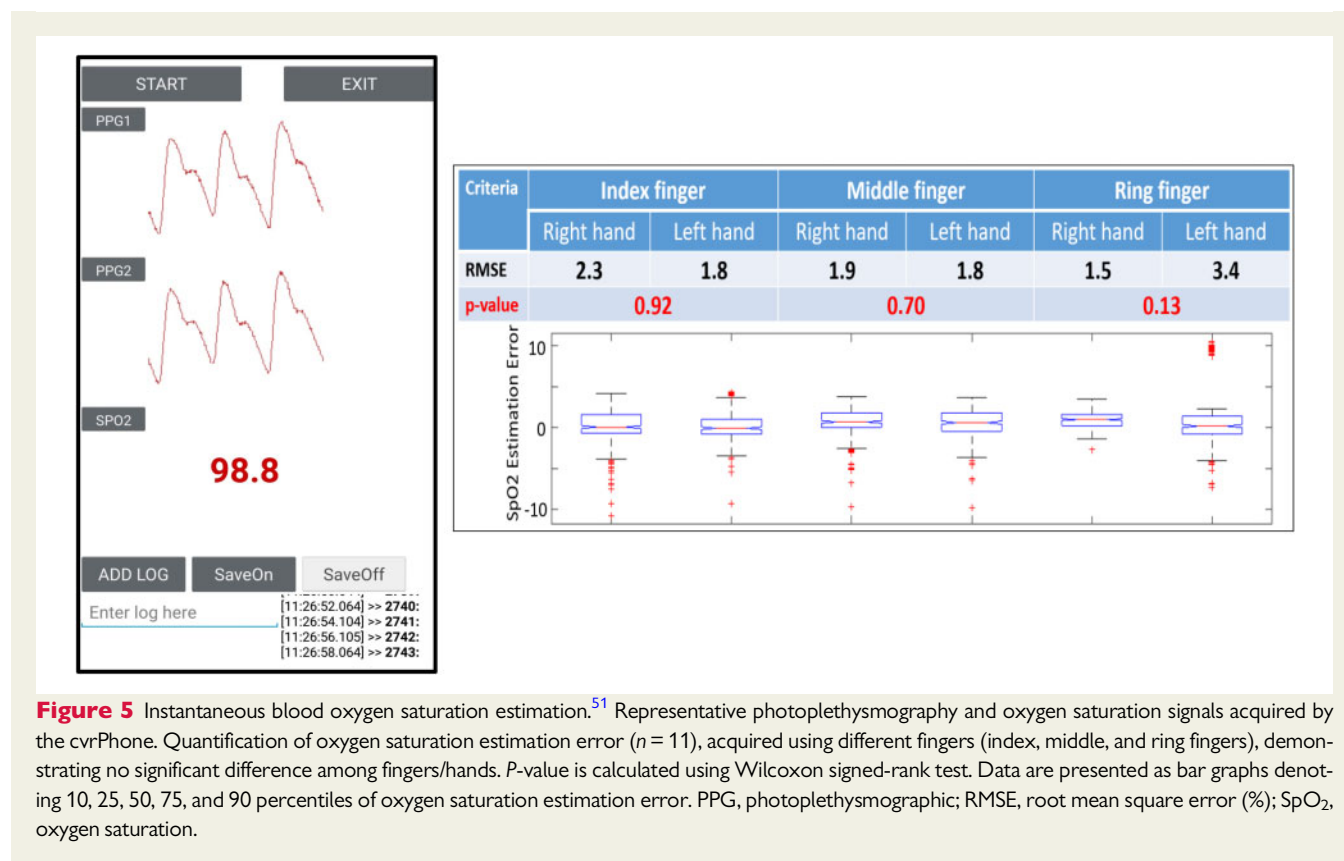 START EXIT
PPG1
PPG2
SPO2
98.8
ADD LOG SaveOn SaveOff
Enter log here
[11:26:52.064] >> 2740:
[11:26:54.104] >> 2741:
[11:26:56.105] >> 2742:
[11:26:58.064] >> 2743:
Criteria Index finger Middle finger Ring finger
Right hand Left hand Right hand Left hand Right hand Left hand
RMSE 2.3 1.8 1.9 1.8 1.5 3.4
p-value 0.92 0.70 0.13
SpO2 Estimation Error
10
0
-10
Figure 5 Instantaneous blood oxygen saturation estimation.51 Representative photoplethysmography and oxygen saturation signals acquired by
the cvrPhone. Quantification of oxygen saturation estimation error (n = 11), acquired using different fingers (index, middle, and ring fingers), demon-
strating no significant difference among fingers/hands. P-value is calculated using Wilcoxon signed-rank test. Data are presented as bar graphs denot-
ing 10, 25, 50, 75, and 90 percentiles of oxygen saturation estimation error. PPG, photoplethysmographic; RMSE, root mean square error (%); SpO2,
oxygen saturation.